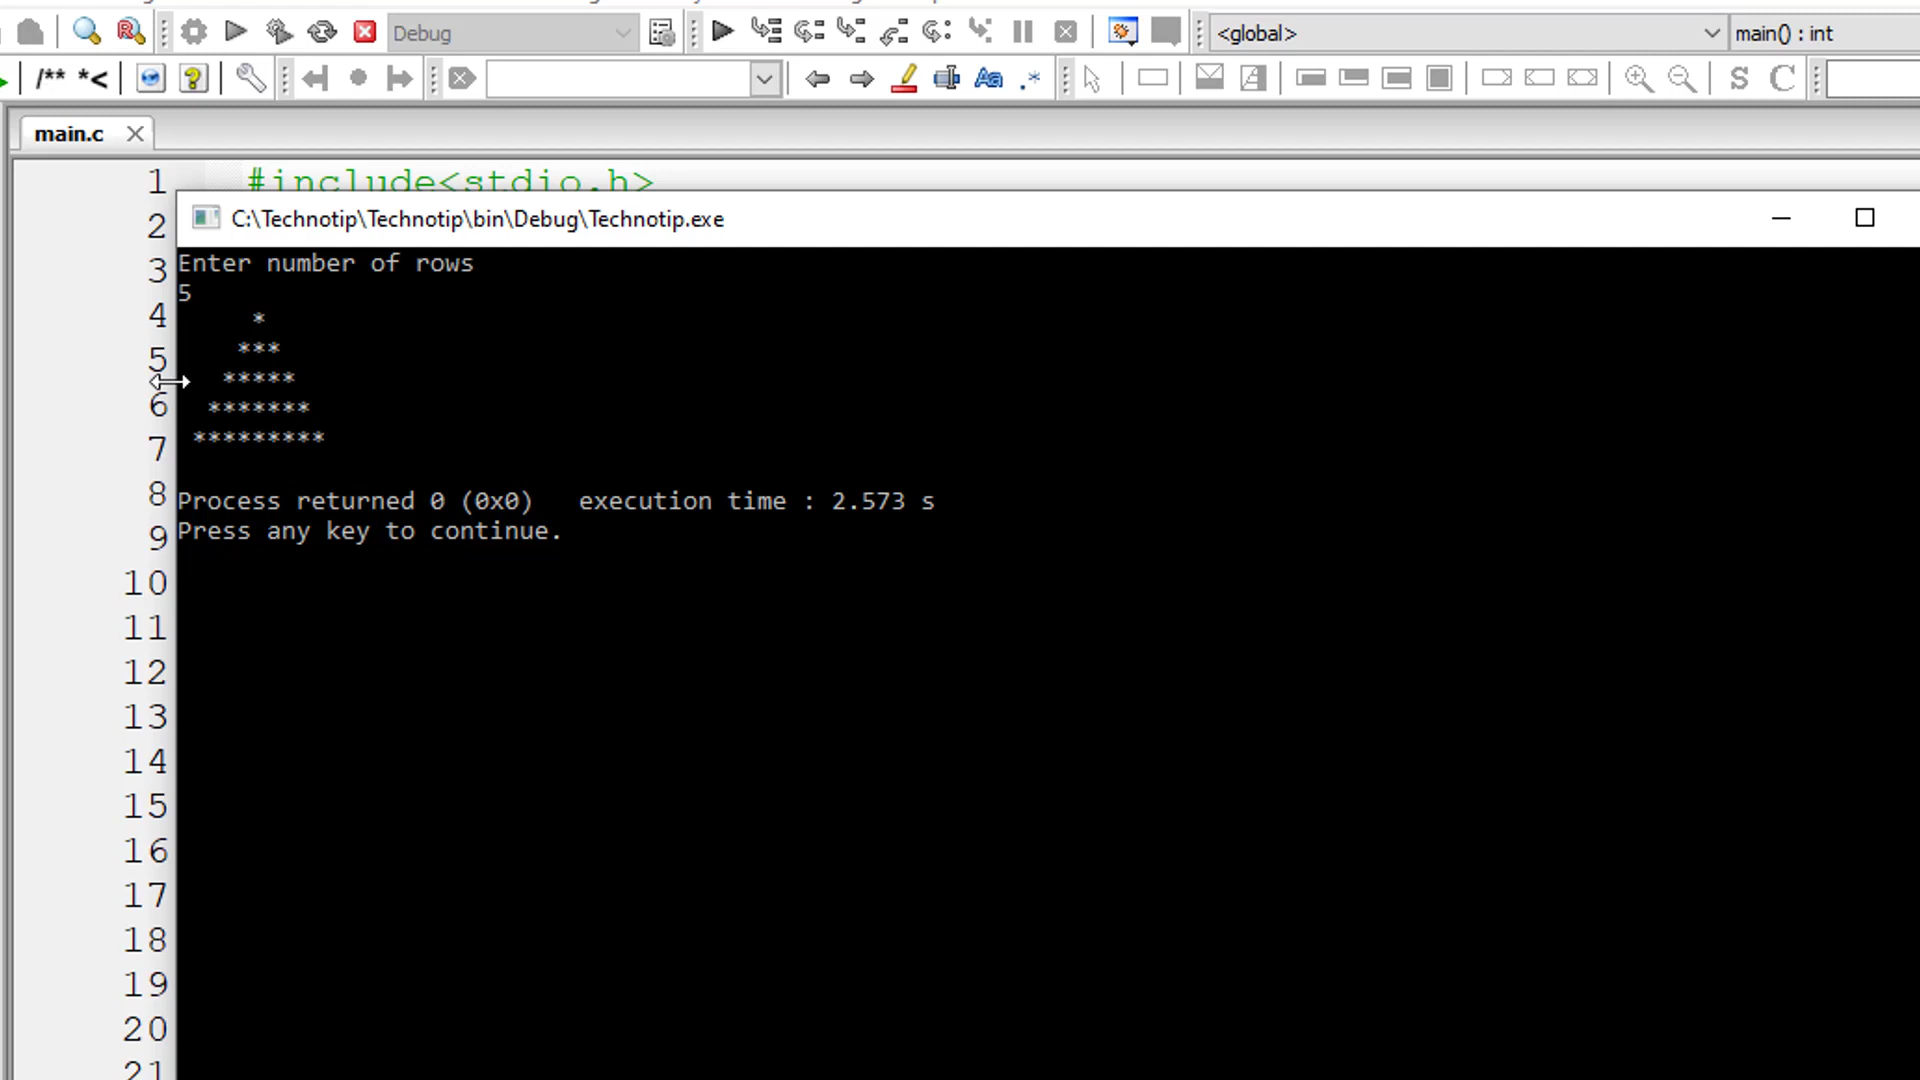 Debug
<global>
main() : int
/** *<
S C
main.c
1 #include<stdio.h>
2
3
4
5
6
7
8
9
10
11
12
13
14
15
16
17
18
19
20
21
C:\Technotip\Technotip\bin\Debug\Technotip.exe
Enter number of rows
5
     *
    ***
   *****
  *******
 *********
Process returned 0 (0x0)   execution time : 2.573 s
Press any key to continue.